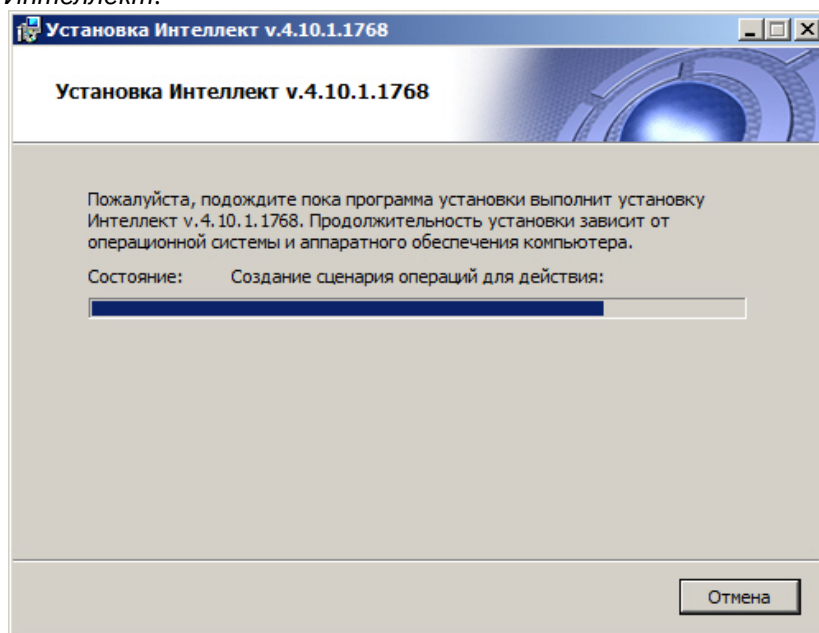 Интеллект.
Установка Интеллект v.4.10.1.1768
Установка Интеллект v.4.10.1.1768
Пожалуйста, подождите пока программа установки выполнит установку
Интеллект v.4.10.1.1768. Продолжительность установки зависит от
операционной системы и аппаратного обеспечения компьютера.
Состояние: Создание сценария операций для действия:
Отмена